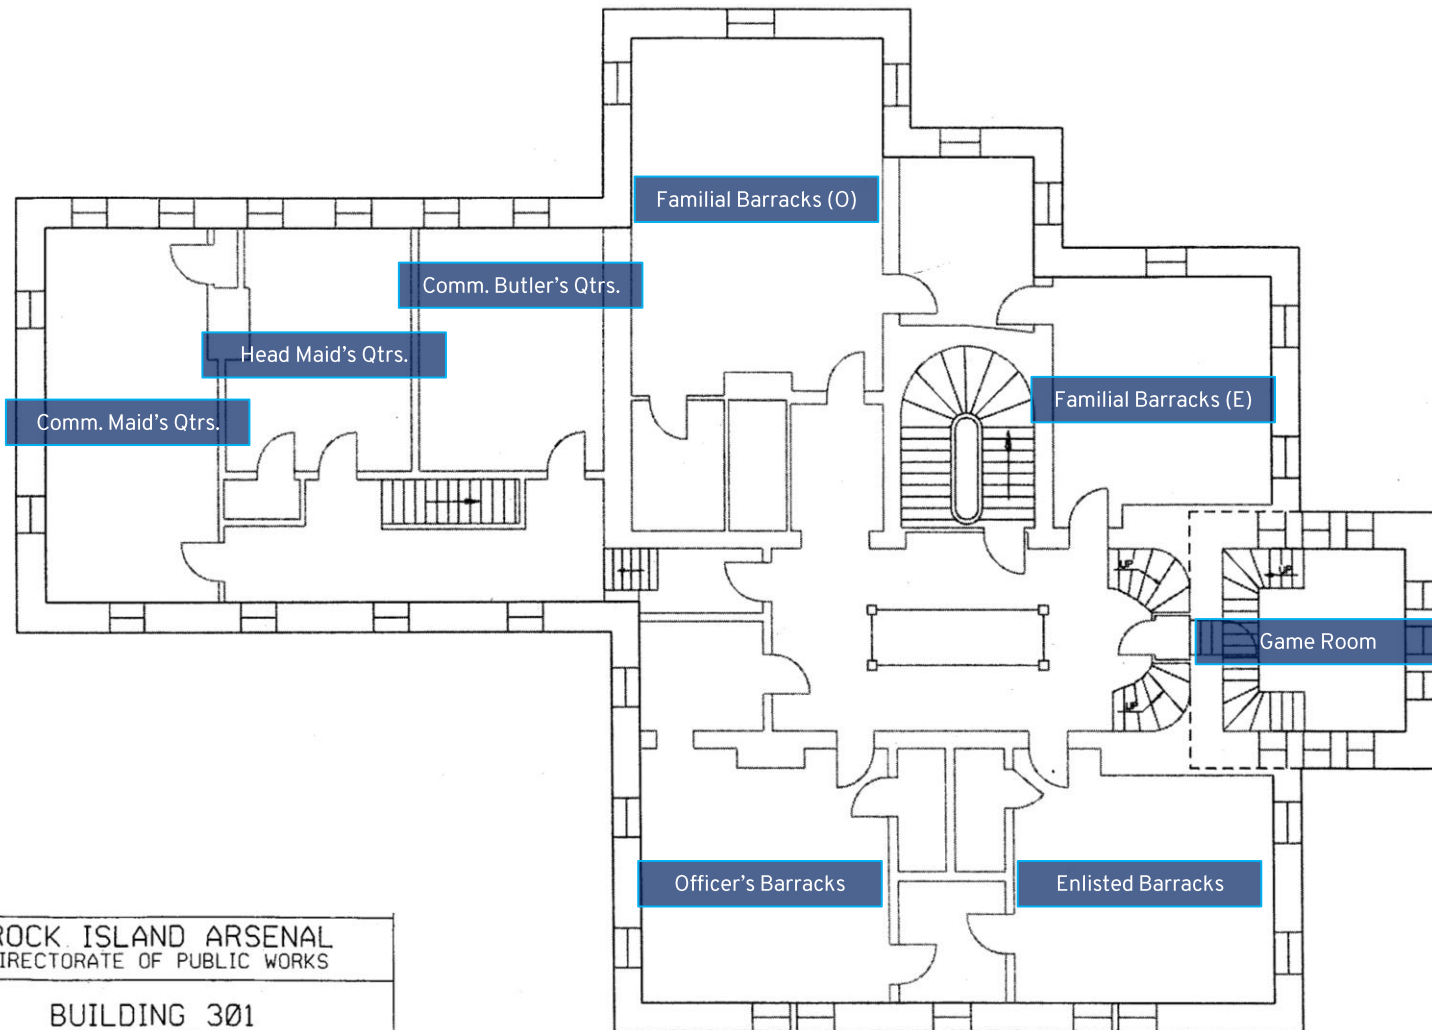 Familial Barracks (O)
Comm. Butler's Qtrs.
Head Maid's Qtrs.
Comm. Maid's Qtrs.
Familial Barracks (E)
UP
UP
Game Room
UP
Officer's Barracks
Enlisted Barracks
ROCK ISLAND ARSENAL
IRECTORATE OF PUBLIC WORKS
BUILDING 301